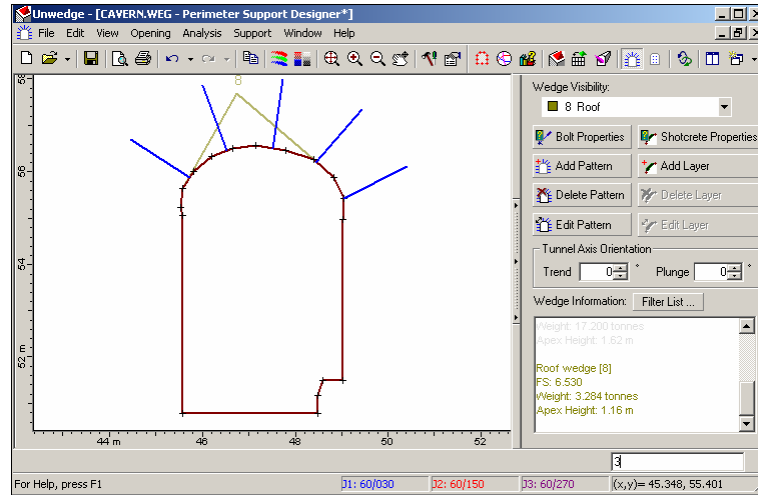 Unwedge - [CAVERN.WEG - Perimeter Support Designer*]
File Edit View Opening Analysis Support Window Help
8
58
56
54
52 m
44 m 46 48 50 52
Wedge Visibility:
8 Roof
Bolt Properties Shotcrete Properties
Add Pattern Add Layer
Delete Pattern Delete Layer
Edit Pattern Edit Layer
Tunnel Axis Orientation
Trend 0 ° Plunge 0 °
Wedge Information: Filter List ...
Weight: 17.200 tonnes
Apex Height: 1.62 m
Roof wedge [8]
FS: 6.530
Weight: 3.284 tonnes
Apex Height: 1.16 m
3
For Help, press F1 J1: 60/030 J2: 60/150 J3: 60/270 (x,y)= 45.348, 55.401